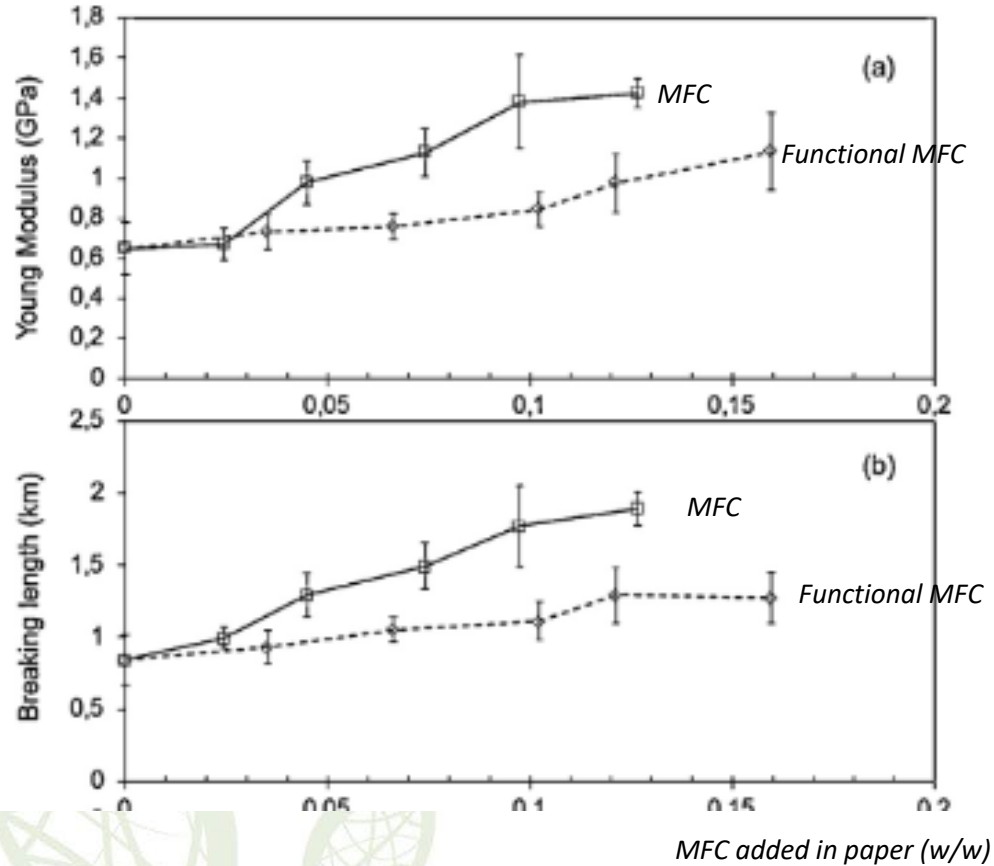 1,8
1,6
1,4
1,2
1
0,8
0,6
0,4
0,2
0
Young Modulus (GPa)
(a)
MFC
Functional MFC
0 0,05 0,1 0,15 0,2
2,5
2
1,5
1
0,5
0
Breaking length (km)
(b)
MFC
Functional MFC
0 0,05 0,1 0,15 0,2
MFC added in paper (w/w)